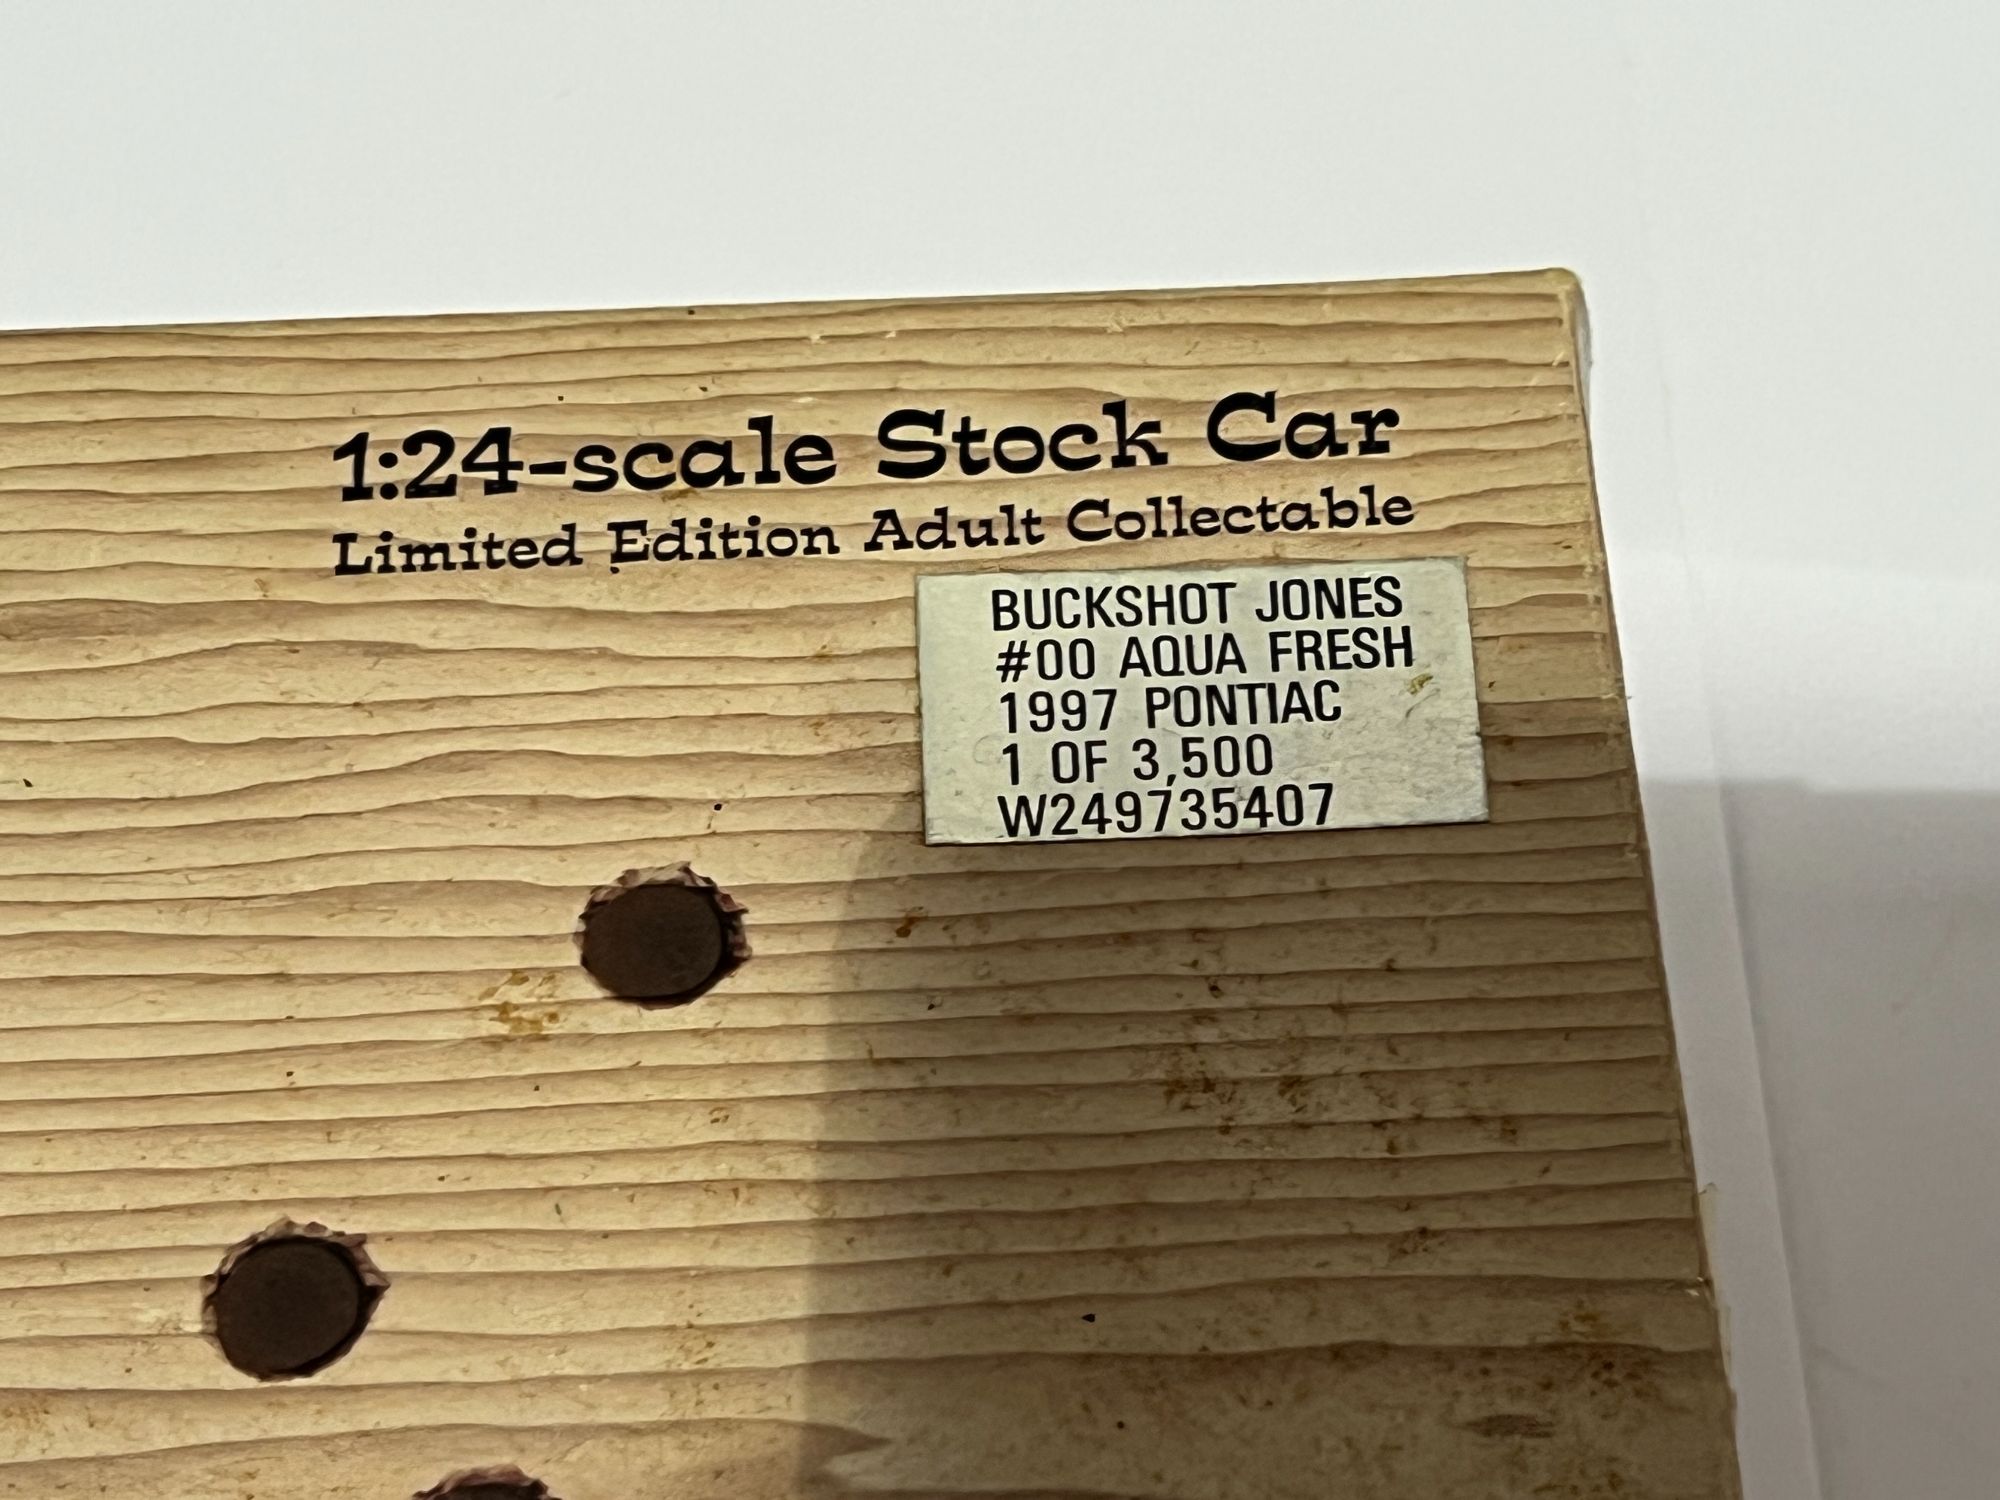 1:24-scale Stock Car
Limited Edition Adult Collectable
BUCKSHOT JONES
#00 AQUA FRESH
1997 PONTIAC
1 OF 3,500
W249735407